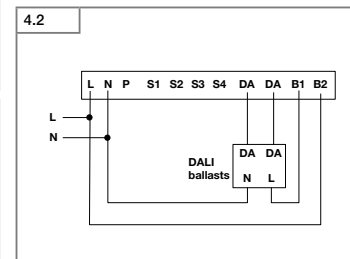 4.2
L N P S1 S2 S3 S4 DA DA B1 B2
L
N
DA DA
DALI
ballasts
N L